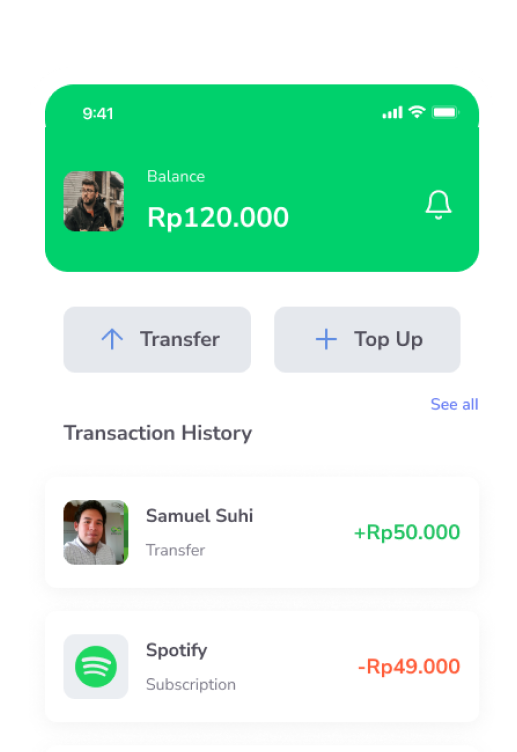 9:41
Balance
Rp120.000
Transfer
Top Up
See all
Transaction History
Samuel Suhi
+Rp50.000
Transfer
Spotify
-Rp49.000
Subscription